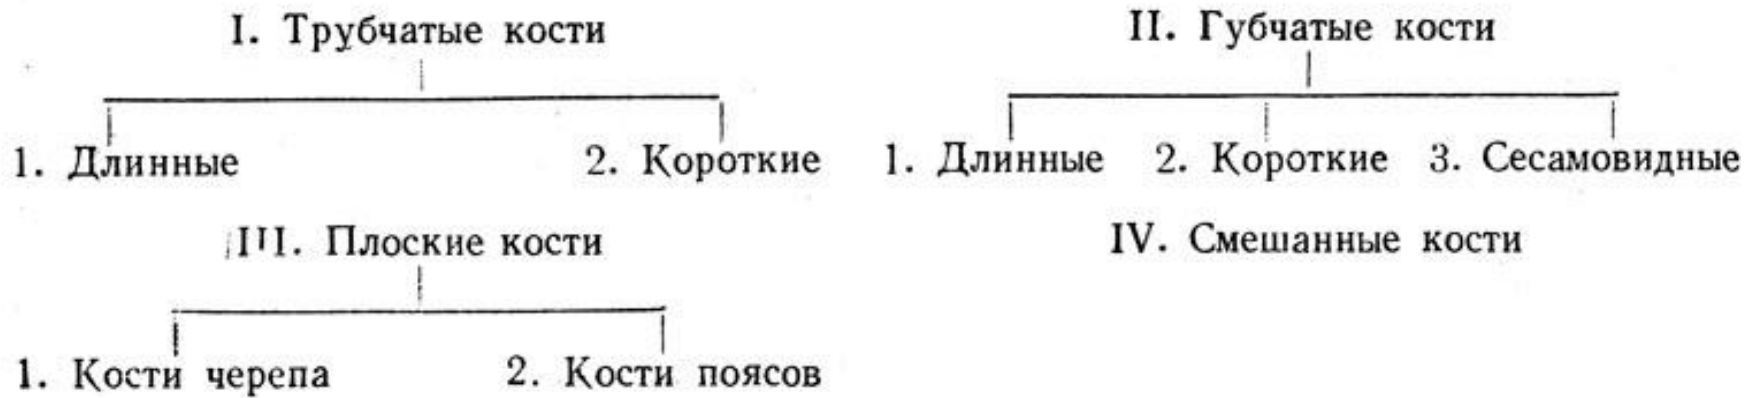 I. Трубчатые кости
II. Губчатые кости
1. Длинные 2. Короткие
1. Длинные 2. Короткие 3. Сесамовидные
III. Плоские кости
IV. Смешанные кости
1. Кости черепа 2. Кости поясов